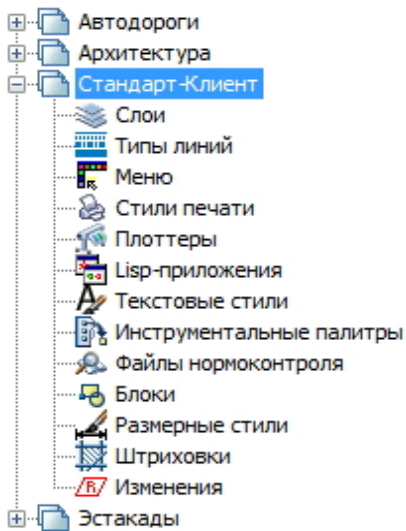 Автодороги
Архитектура
Стандарт-Клиент
Слои
Типы линий
Меню
Стили печати
Плоттеры
Lisp-приложения
Текстовые стили
Инструментальные палитры
Файлы нормоконтроля
Блоки
Размерные стили
Штриховки
Изменения
Эстакады